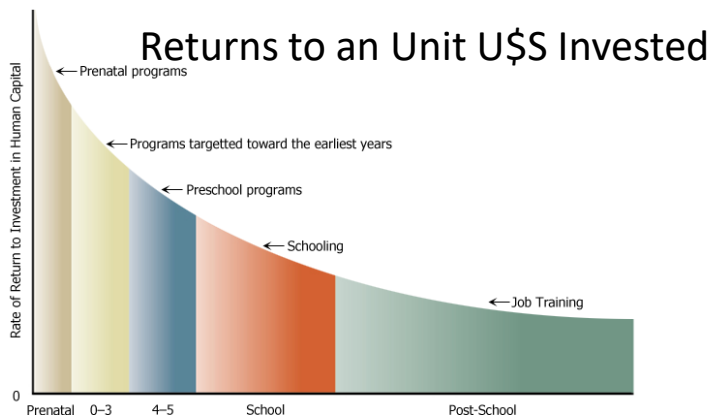 Returns to an Unit U$S Invested
Prenatal programs
Programs targetted toward the earliest years
Preschool programs
Schooling
Job Training
Rate of Return to Investment in Human Capital
0
Prenatal 0–3 4–5 School Post-School